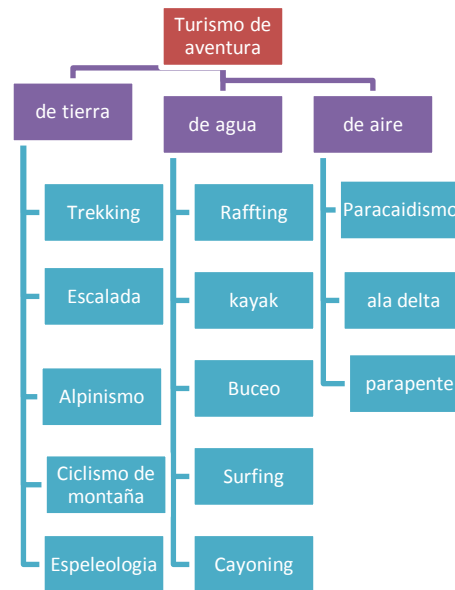 Turismo de
aventura
de tierra
de agua
de aire
Trekking
Escalada
Alpinismo
Ciclismo de
montaña
Espeleologia
Raffting
kayak
Buceo
Surfing
Cayoning
Paracaidismo
ala delta
parapente